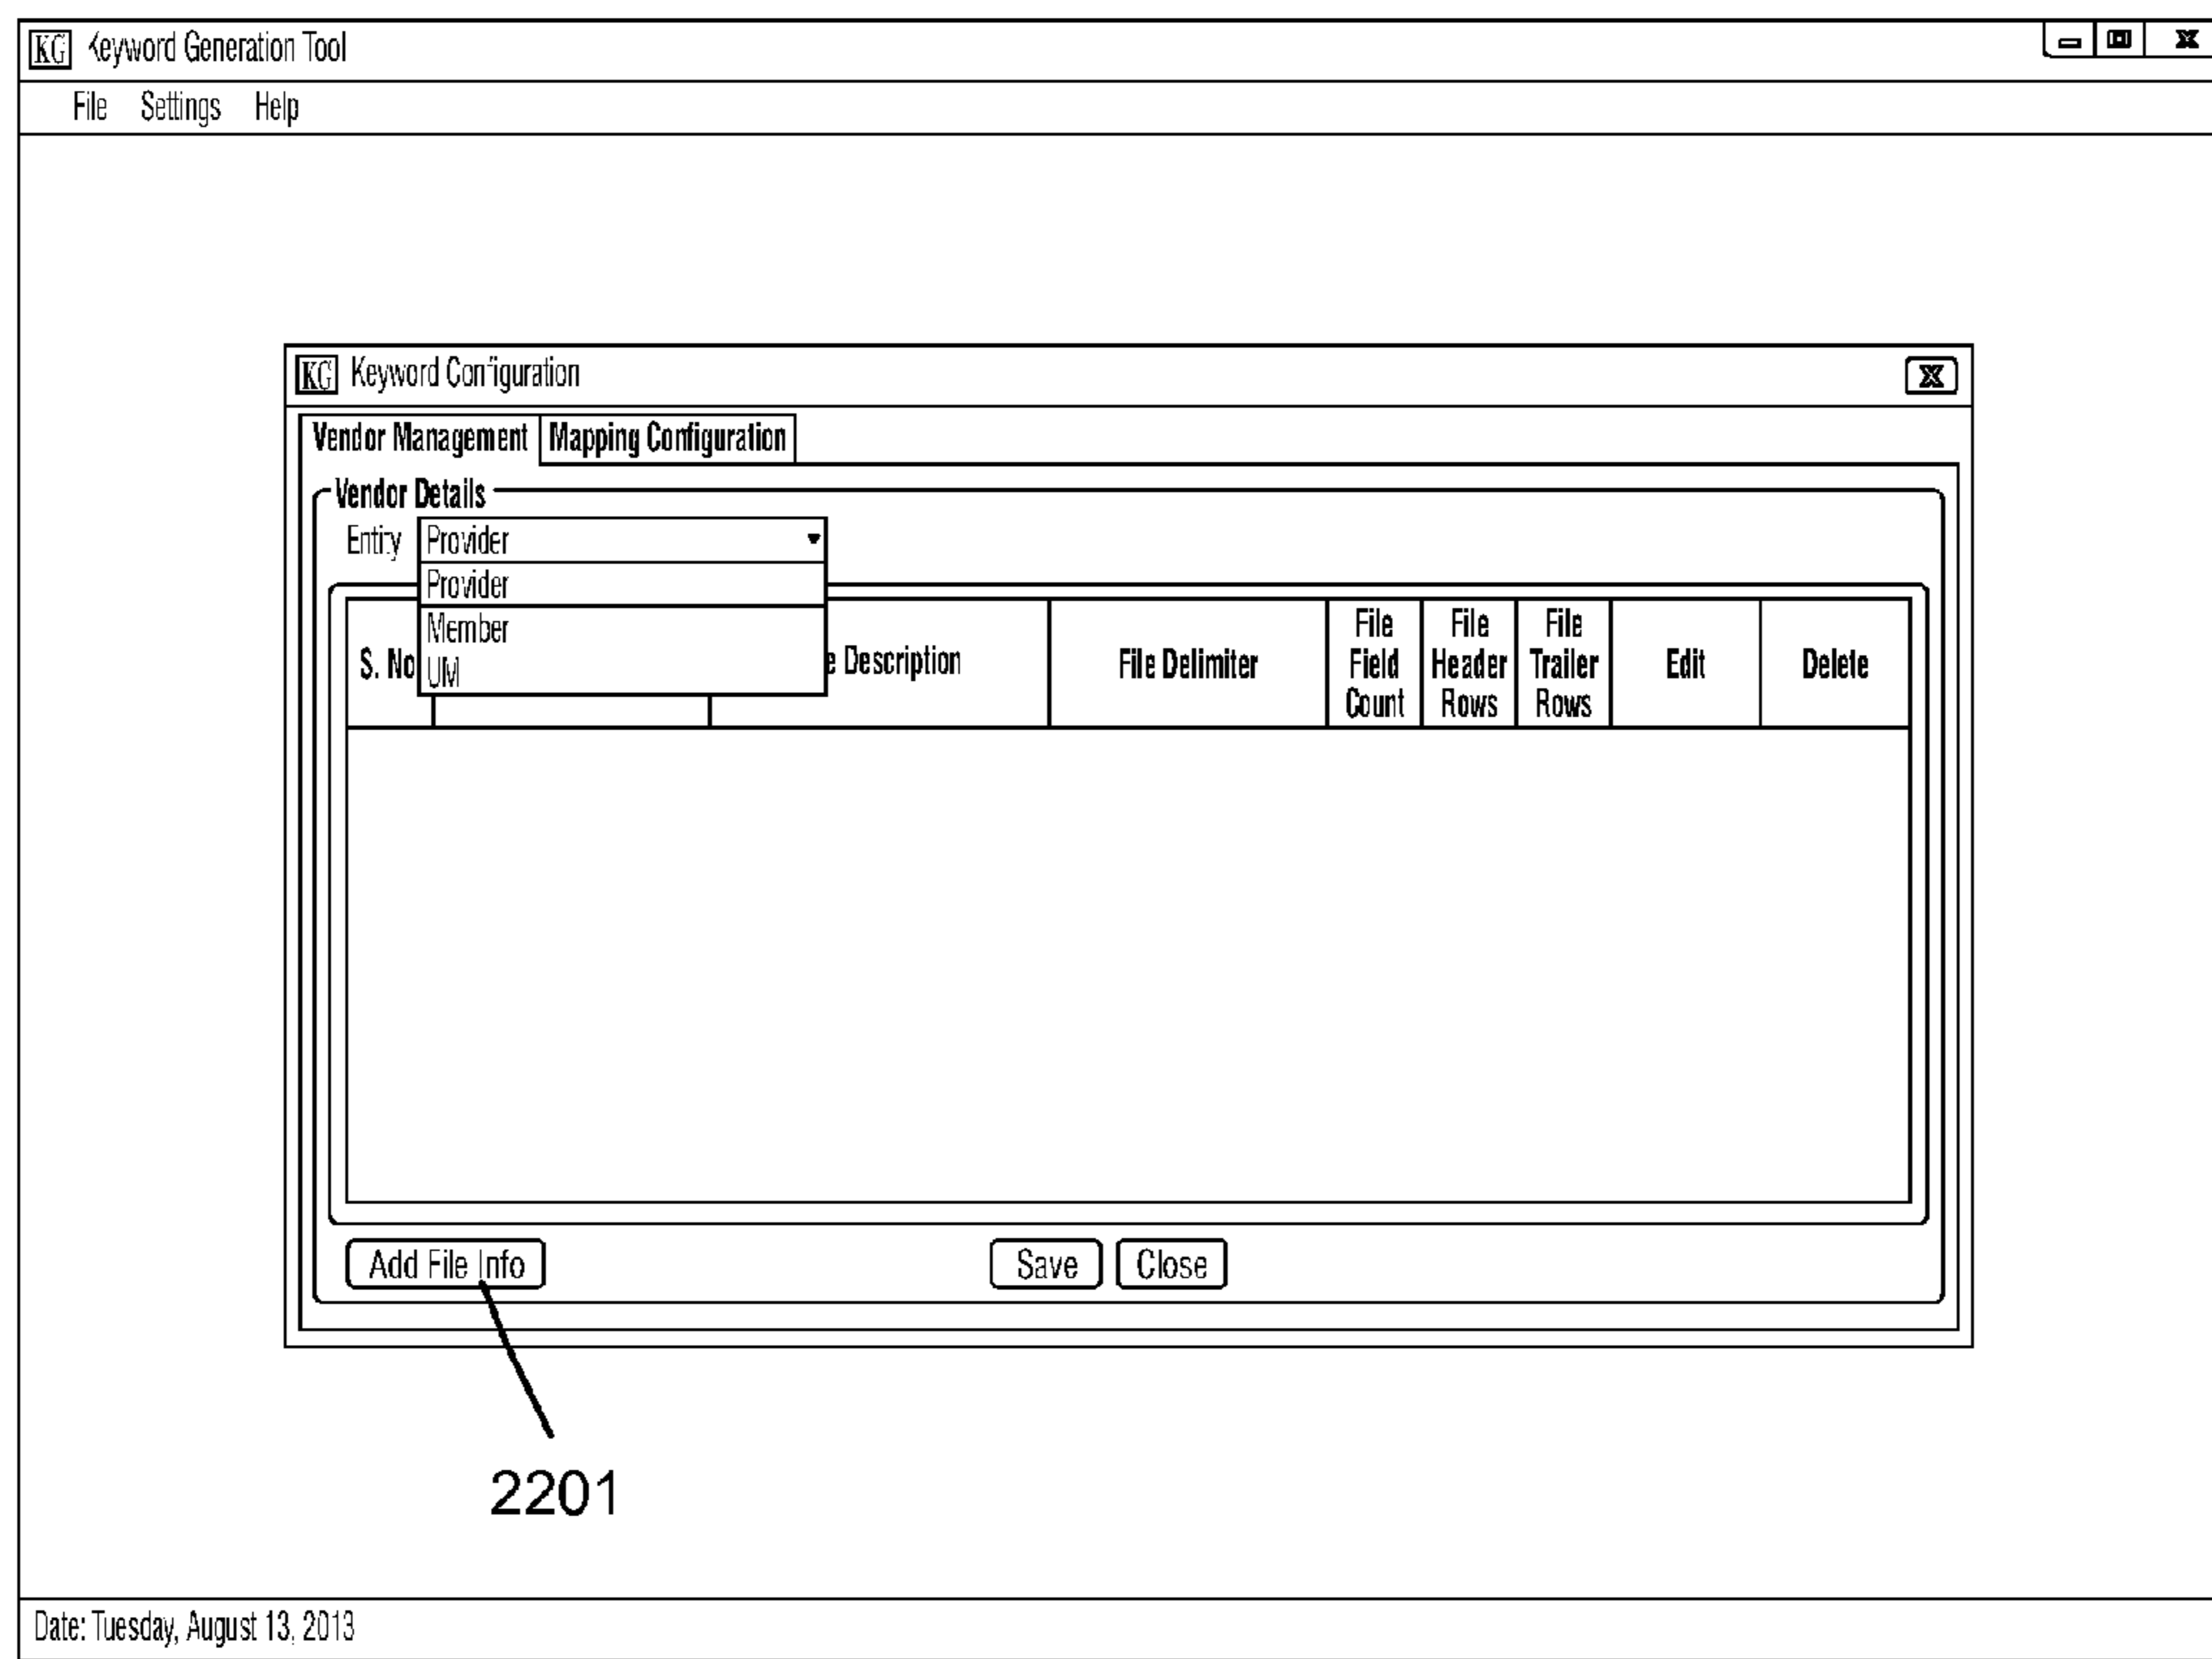 KG Keyword Generation Tool
File Settings Help
KG Keyword Configuration
Vendor Management Mapping Configuration
Vendor Details
Entity Provider
Provider
Member
UM
S. No
Description
File Delimiter
File Field Count
File Header Rows
File Trailer Rows
Edit
Delete
Add File Info Save Close
2201
Date: Tuesday, August 13, 2013